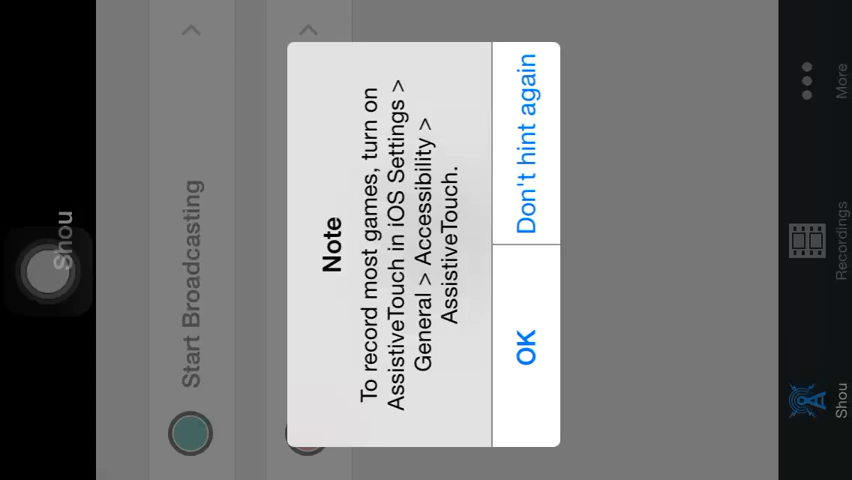 Shou
Start Broadcasting
Note
To record most games, turn on
AssistiveTouch in iOS Settings >
General > Accessibility >
AssistiveTouch.
OK
Don't hint again
Shou
Recordings
More